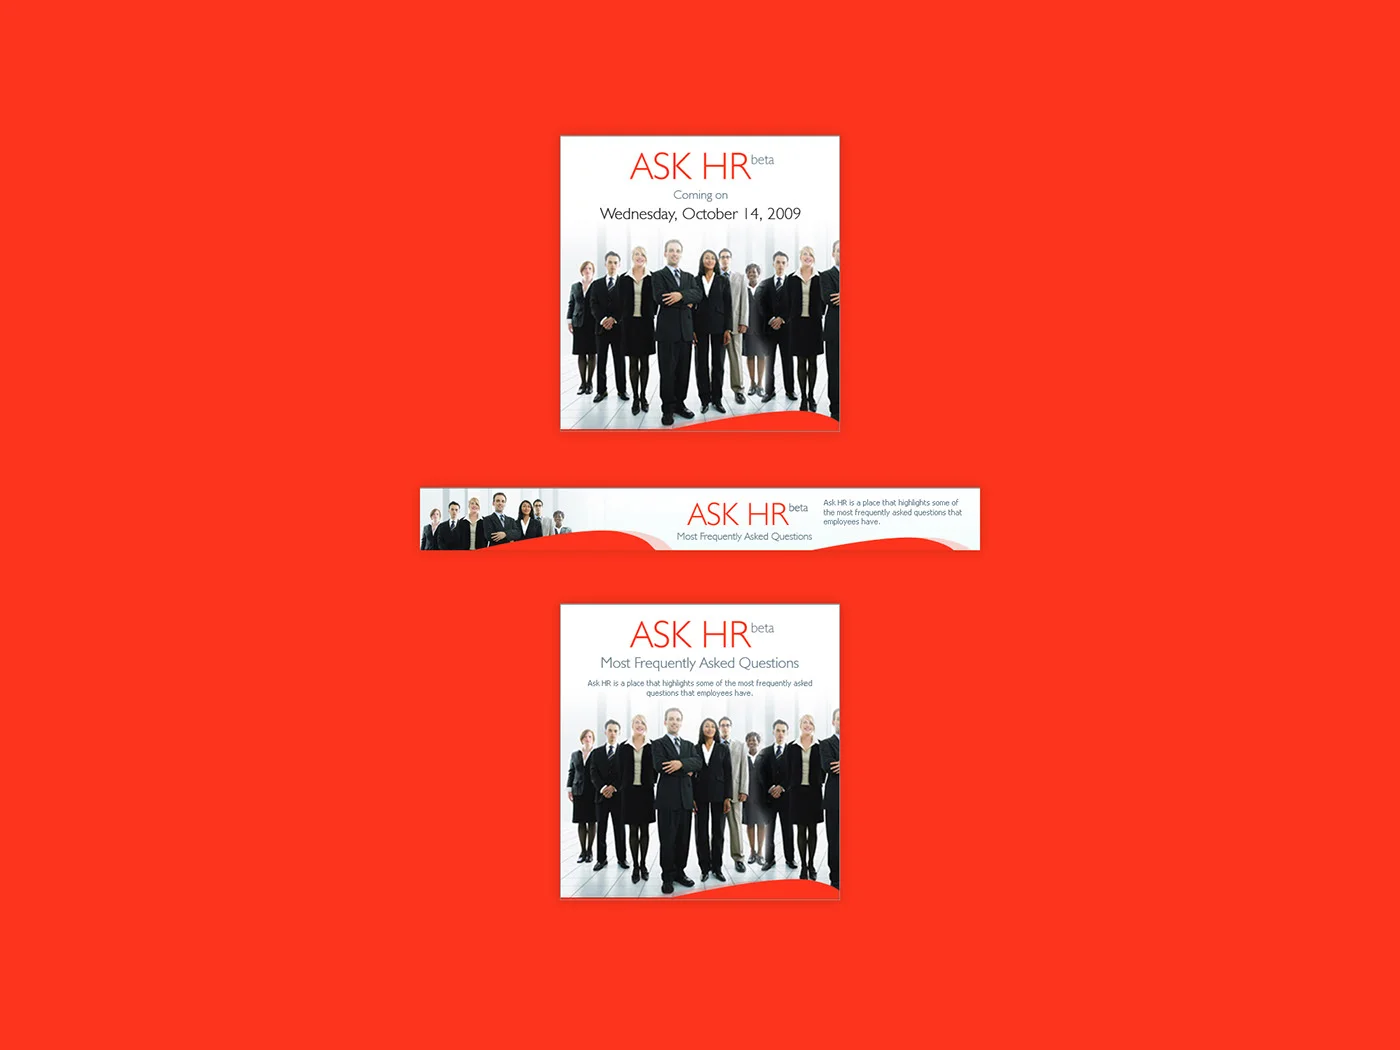 ASK HR beta
Coming on
Wednesday, October 14, 2009
ASK HR beta
Most Frequently Asked Questions
Ask HR is a place that highlights some of
the most frequently asked questions that
employees have.
ASK HR beta
Most Frequently Asked Questions
Ask HR is a place that highlights some of the most frequently asked
questions that employees have.